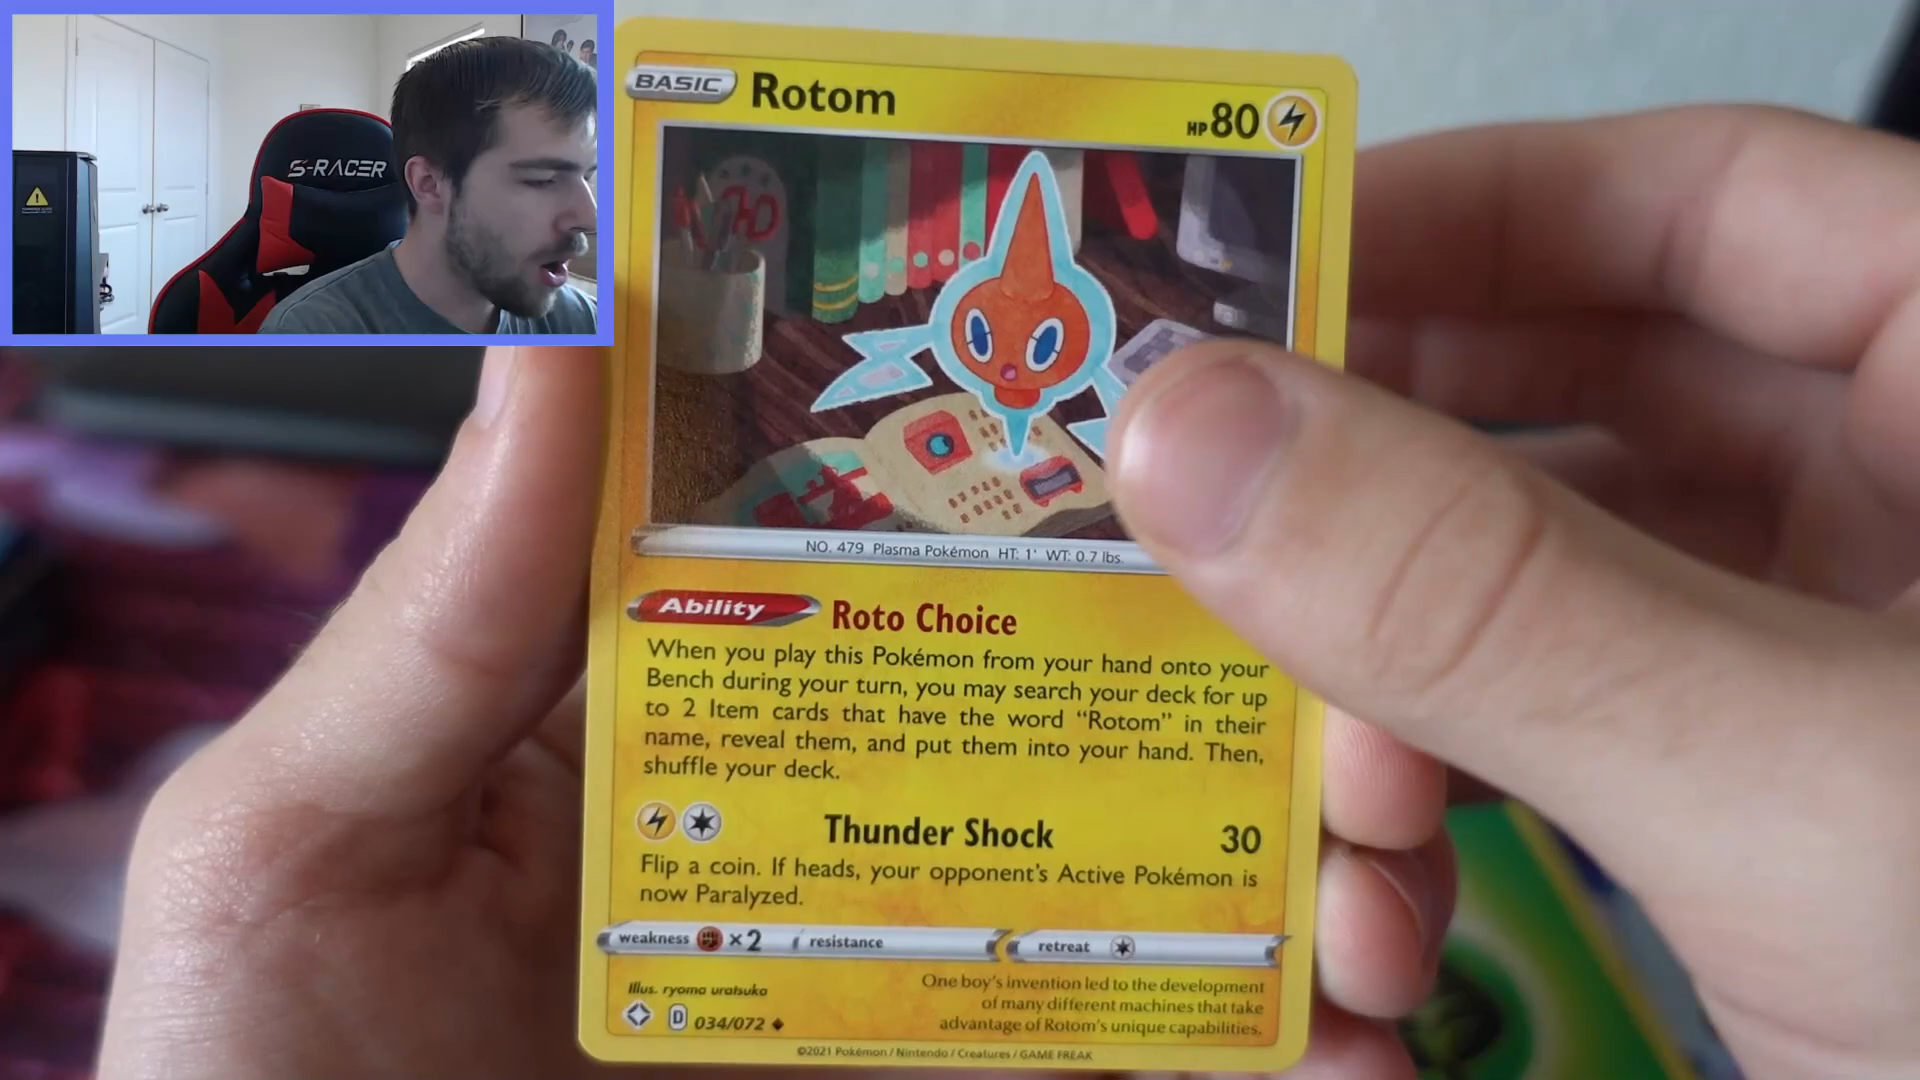 S-RACER
BASIC Rotom HP 80
NO. 479 Plasma Pokémon HT: 1' WT: 0.7 lbs.
Ability Roto Choice
When you play this Pokémon from your hand onto your
Bench during your turn, you may search your deck for up
to 2 Item cards that have the word “Rotom” in their
name, reveal them, and put them into your hand. Then,
shuffle your deck.
Thunder Shock 30
Flip a coin. If heads, your opponent's Active Pokémon is
now Paralyzed.
weakness ×2 resistance retreat
Illus. ryoma uratsuka
One boy's invention led to the development
of many different machines that take
advantage of Rotom's unique capabilities.
D 034/072
©2021 Pokémon / Nintendo / Creatures / GAME FREAK